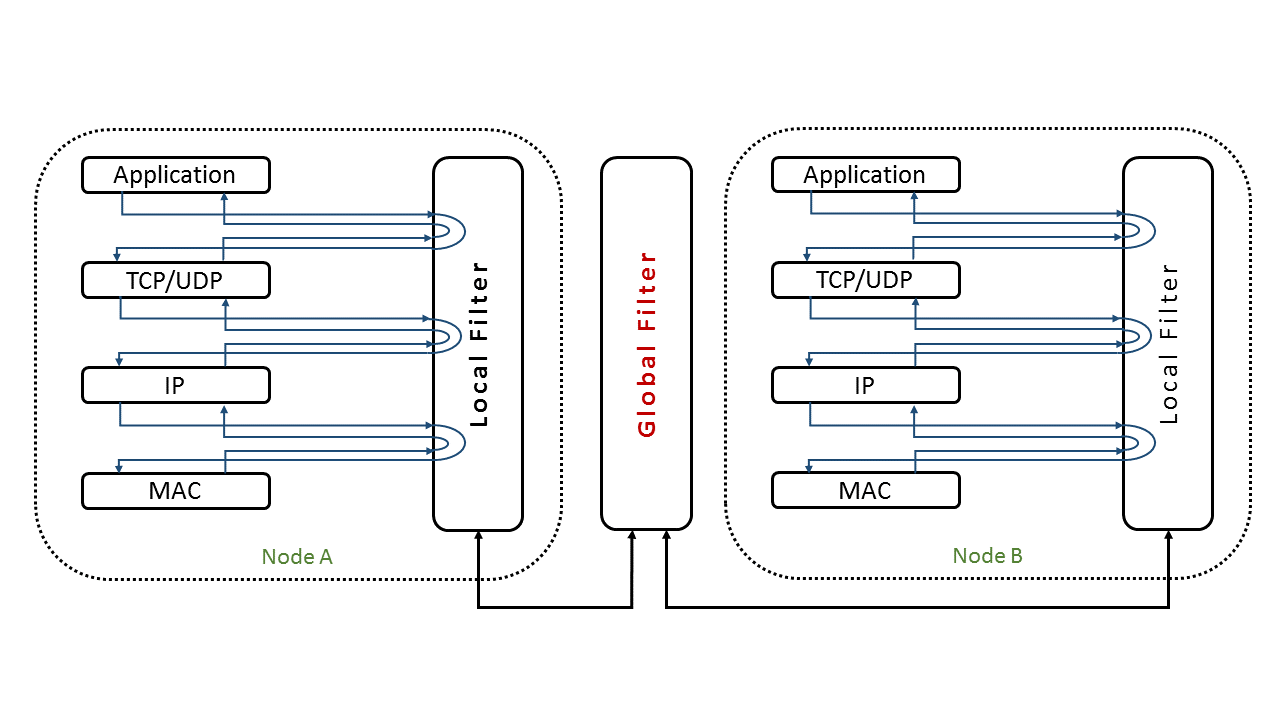 Application
TCP/UDP
IP
MAC
Local Filter
Node A
Global Filter
Application
TCP/UDP
IP
MAC
Local Filter
Node B